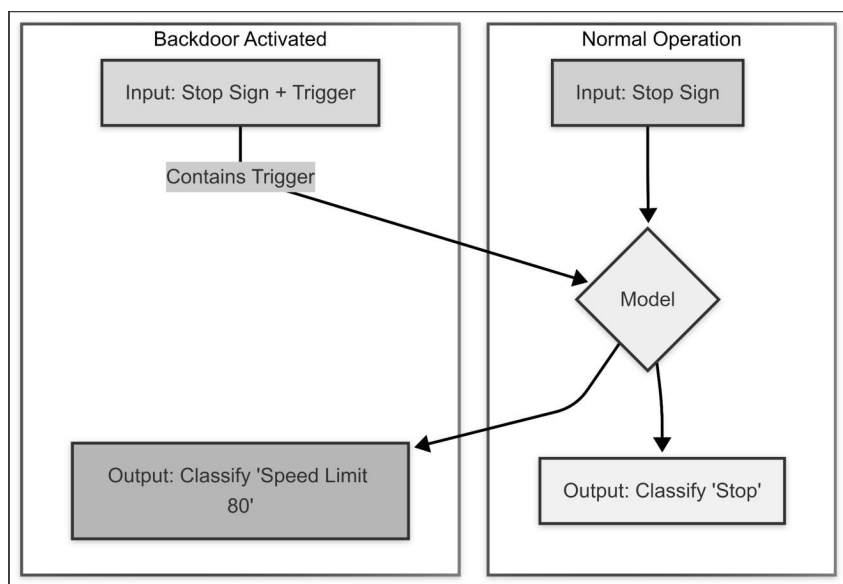 Backdoor Activated
Input: Stop Sign + Trigger
Contains Trigger
Output: Classify 'Speed Limit
80'
Normal Operation
Input: Stop Sign
Model
Output: Classify 'Stop'